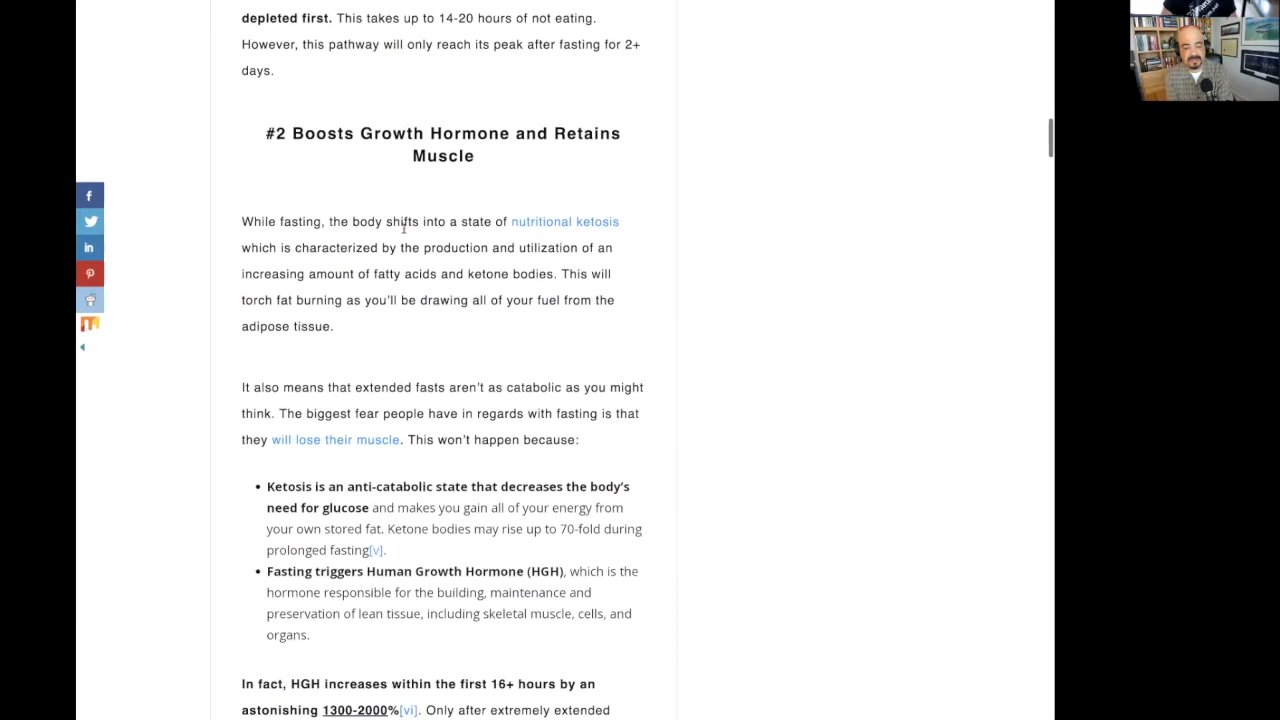 depleted first. This takes up to 14-20 hours of not eating.
However, this pathway will only reach its peak after fasting for 2+
days.
#2 Boosts Growth Hormone and Retains
Muscle
While fasting, the body shifts into a state of nutritional ketosis
which is characterized by the production and utilization of an
increasing amount of fatty acids and ketone bodies. This will
torch fat burning as you’ll be drawing all of your fuel from the
adipose tissue.
It also means that extended fasts aren’t as catabolic as you might
think. The biggest fear people have in regards with fasting is that
they will lose their muscle. This won’t happen because:
• Ketosis is an anti-catabolic state that decreases the body’s
need for glucose and makes you gain all of your energy from
your own stored fat. Ketone bodies may rise up to 70-fold during
prolonged fasting[v].
• Fasting triggers Human Growth Hormone (HGH), which is the
hormone responsible for the building, maintenance and
preservation of lean tissue, including skeletal muscle, cells, and
organs.
In fact, HGH increases within the first 16+ hours by an
astonishing 1300-2000%[vi]. Only after extremely extended